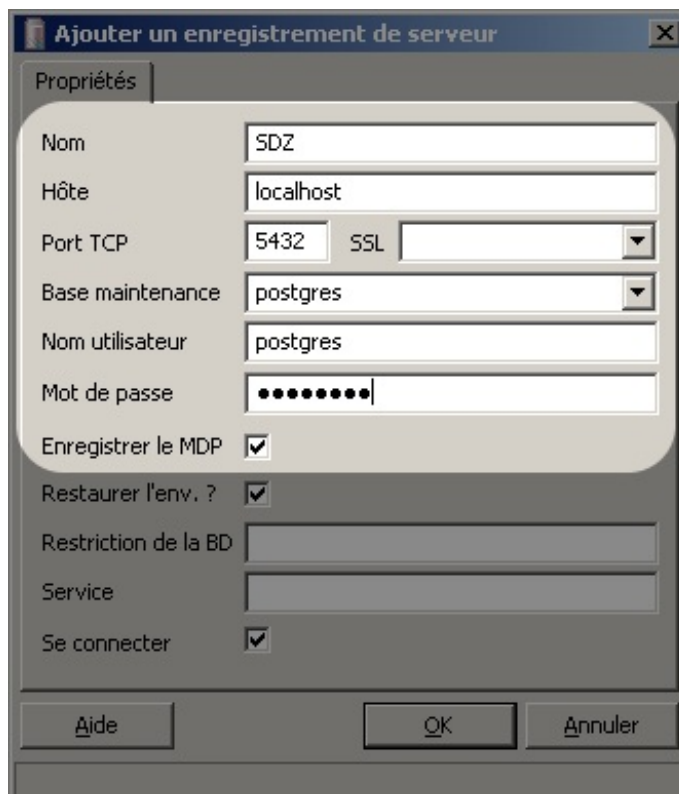 Ajouter un enregistrement de serveur
Propriétés
Nom SDZ
Hôte localhost
Port TCP 5432 SSL
Base maintenance postgres
Nom utilisateur postgres
Mot de passe ●●●●●●●●
Enregistrer le MDP
Restaurer l'env. ?
Restriction de la BD
Service
Se connecter
Aide OK Annuler